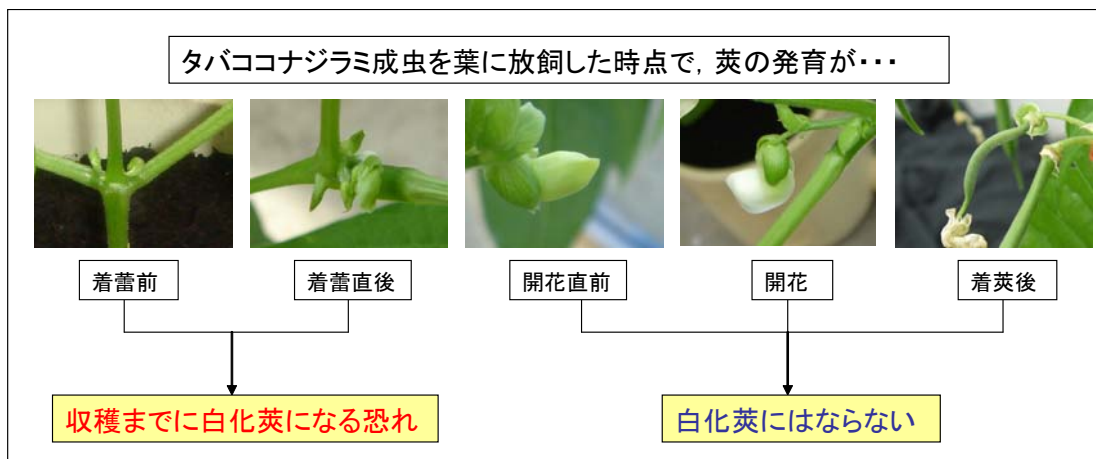 タバココナジラミ成虫を葉に放飼した時点で，莢の発育が・・・
着蕾前
着蕾直後
開花直前
開花
着莢後
収穫までに白化莢になる恐れ
白化莢にはならない